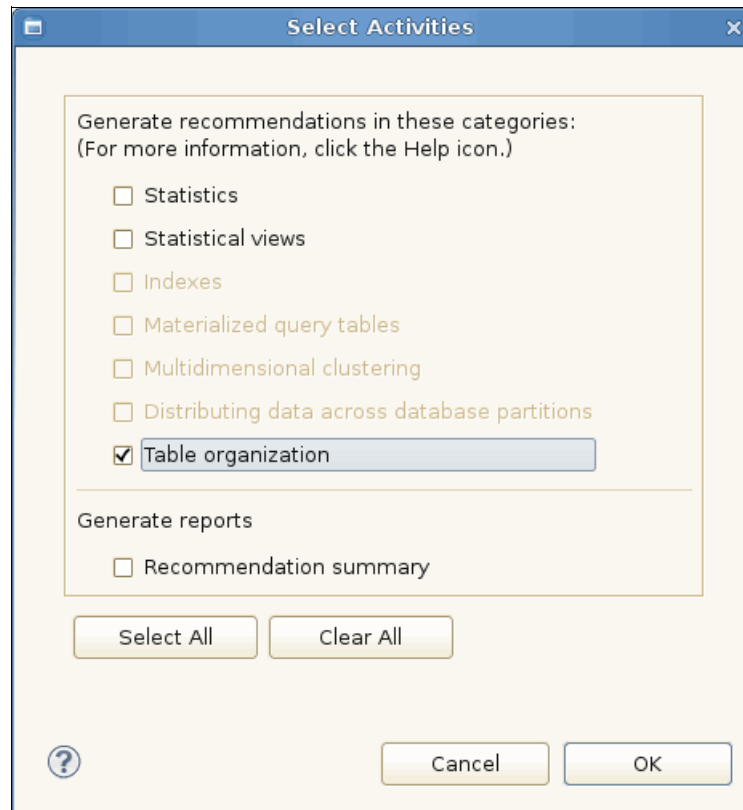 Select Activities
Generate recommendations in these categories:
(For more information, click the Help icon.)
Statistics
Statistical views
Indexes
Materialized query tables
Multidimensional clustering
Distributing data across database partitions
Table organization
Generate reports
Recommendation summary
Select All Clear All
? Cancel OK